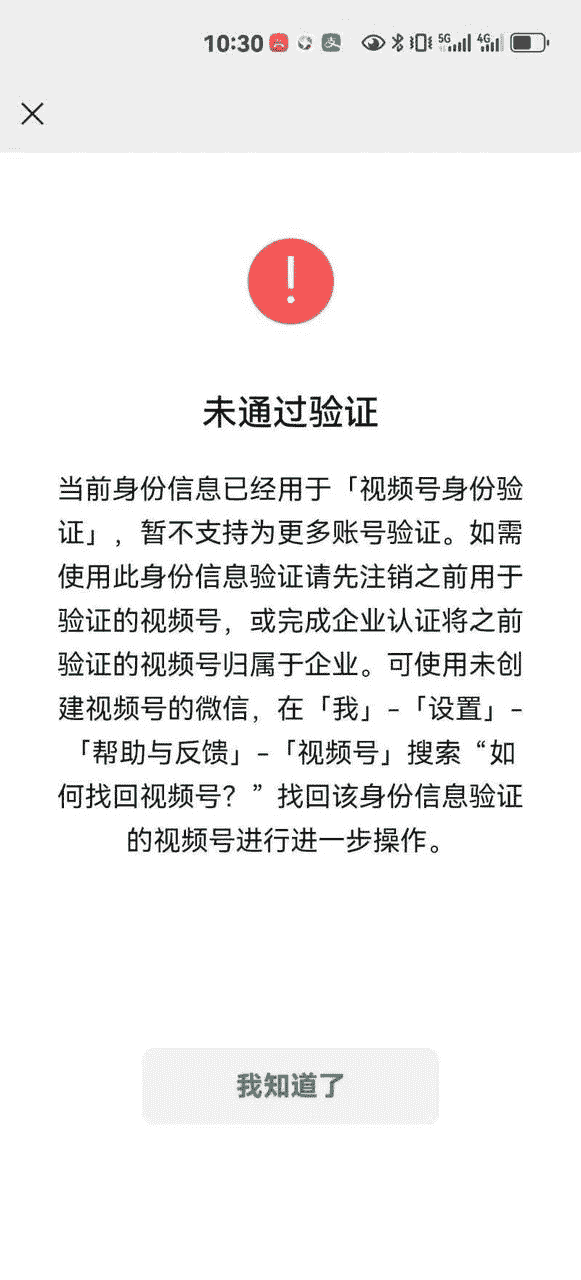 10:30
5G
4G
未通过验证
当前身份信息已经用于「视频号身份验
证」，暂不支持为更多账号验证。如需
使用此身份信息验证请先注销之前用于
验证的视频号，或完成企业认证将之前
验证的视频号归属于企业。可使用未创
建视频号的微信，在「我」-「设置」-
「帮助与反馈」-「视频号」搜索“如
何找回视频号？”找回该身份信息验证
的视频号进行进一步操作。
我知道了